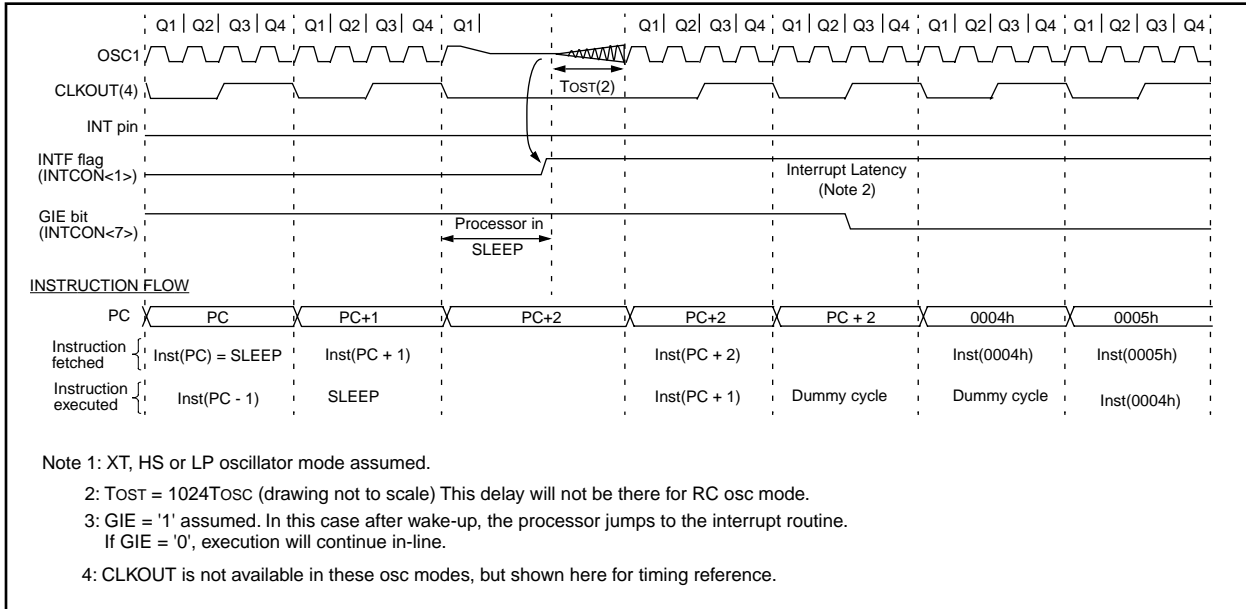 Q1 Q2 Q3 Q4 Q1 Q2 Q3 Q4 Q1 Q1 Q2 Q3 Q4 Q1 Q2 Q3 Q4 Q1 Q2 Q3 Q4 Q1 Q2 Q3 Q4
OSC1
TOST(2)
CLKOUT(4)
INT pin
INTF flag
(INTCON<1>)
Interrupt Latency
(Note 2)
GIE bit
(INTCON<7>)
Processor in
SLEEP
INSTRUCTION FLOW
PC PC PC+1 PC+2 PC+2 PC + 2 0004h 0005h
Instruction
fetched
Inst(PC) = SLEEP Inst(PC + 1) Inst(PC + 2) Inst(0004h) Inst(0005h)
Instruction
executed
Inst(PC - 1) SLEEP Inst(PC + 1) Dummy cycle Dummy cycle Inst(0004h)
Note 1: XT, HS or LP oscillator mode assumed.
2: TOST = 1024TOSC (drawing not to scale) This delay will not be there for RC osc mode.
3: GIE = '1' assumed. In this case after wake-up, the processor jumps to the interrupt routine.
If GIE = '0', execution will continue in-line.
4: CLKOUT is not available in these osc modes, but shown here for timing reference.